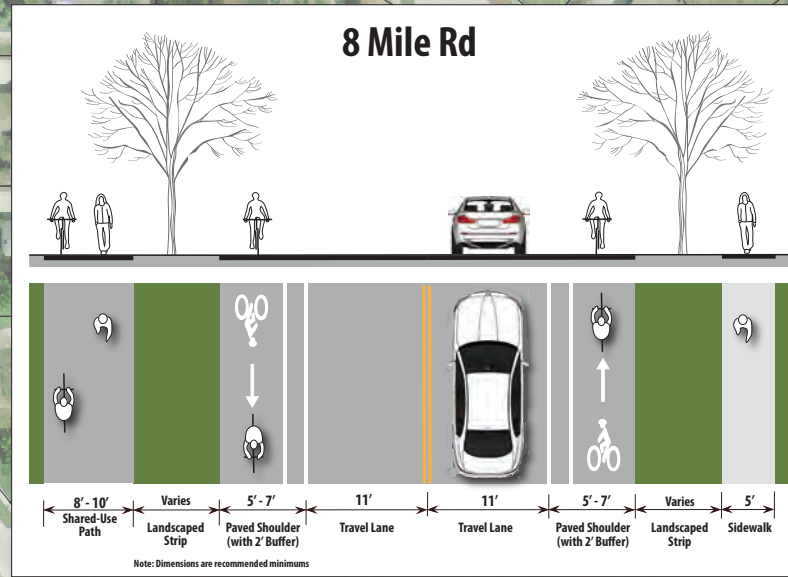 8 Mile Rd
8' - 10' Varies 5' - 7' 11' 11' 5' - 7' Varies 5'
Shared-Use Path
Landscaped Strip
Paved Shoulder (with 2' Buffer)
Travel Lane
Travel Lane
Paved Shoulder (with 2' Buffer)
Landscaped Strip
Sidewalk
Note: Dimensions are recommended minimums